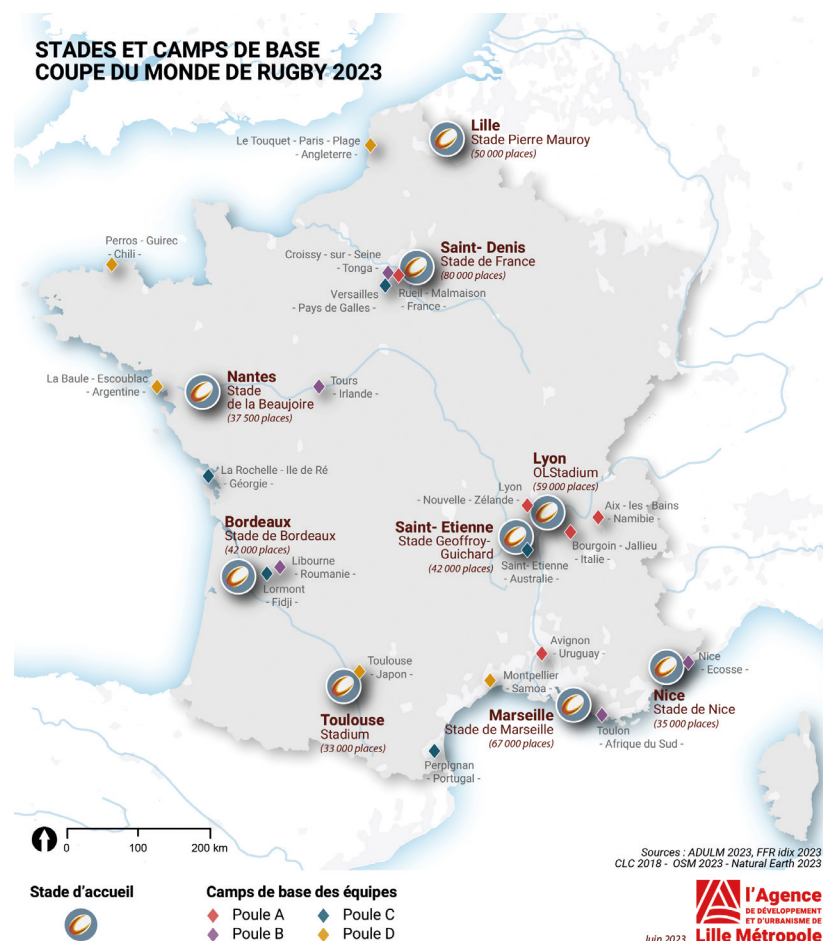 STADES ET CAMPS DE BASE
COUPE DU MONDE DE RUGBY 2023
Lille
Stade Pierre Mauroy
(50 000 places)
Le Touquet - Paris - Plage
- Angleterre -
Perros - Guirec
- Chili -
Croissy - sur - Seine
- Tonga -
Saint- Denis
Stade de France
(80 000 places)
Versailles
- Pays de Galles -
Rueil - Malmaison
- France -
La Baule - Escoublac
- Argentine -
Nantes
Stade
de la Beaujoire
(37 500 places)
Tours
- Irlande -
La Rochelle - Ile de Ré
- Géorgie -
Lyon
OLStadium
(59 000 places)
Lyon
- Nouvelle - Zélande -
Aix - les - Bains
- Namibie -
Bordeaux
Stade de Bordeaux
(42 000 places)
Saint- Etienne
Stade Geoffroy-
Guichard
(42 000 places)
Bourgoin - Jallieu
- Italie -
Saint- Etienne
- Australie -
Libourne
- Roumanie -
Lormont
- Fidji -
Avignon
- Uruguay -
Toulouse
- Japon -
Montpellier
- Samoa -
Nice
- Ecosse -
Nice
Stade de Nice
(35 000 places)
Toulouse
Stadium
(33 000 places)
Marseille
Stade de Marseille
(67 000 places)
Toulon
- Afrique du Sud -
Perpignan
- Portugal -
0 100 200 km
Sources : ADULM 2023, FFR idix 2023
CLC 2018 - OSM 2023 - Natural Earth 2023
Stade d'accueil
Camps de base des équipes
Poule A
Poule C
Poule B
Poule D
l'Agence
DE DÉVELOPPEMENT
ET D'URBANISME DE
Lille Métropole
Juin 2023